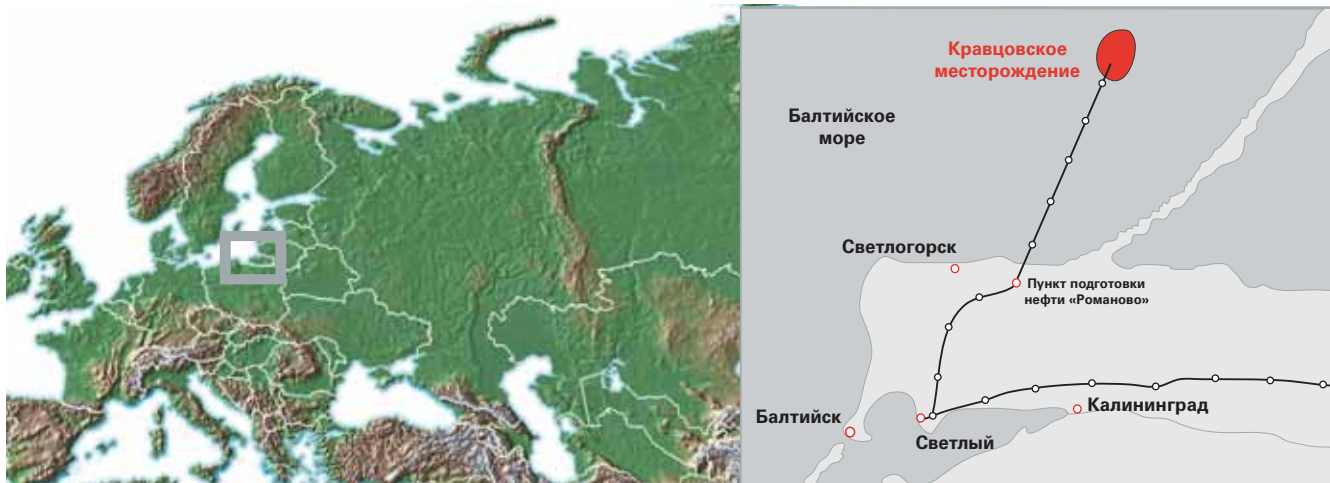 Кравцовское
месторождение
Балтийское
море
Светлогорск
Пункт подготовки
нефти «Романово»
Балтийск
Светлый
Калининград